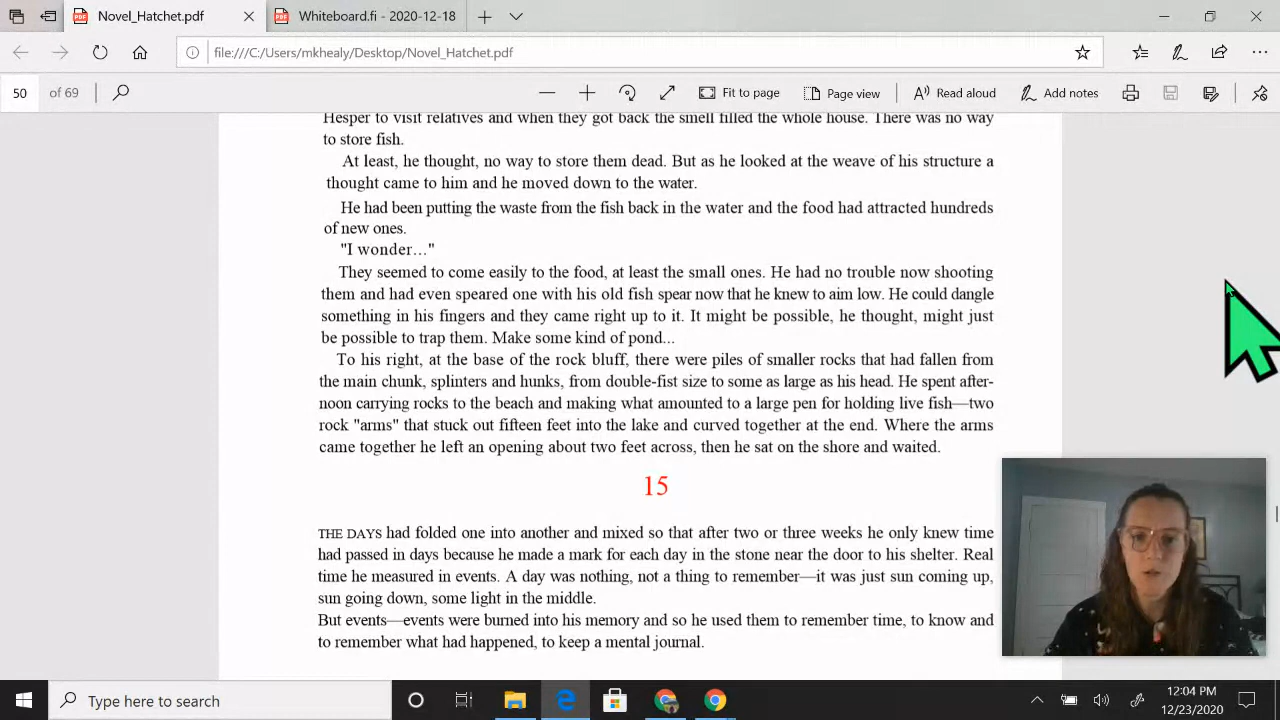 Novel_Hatchet.pdf
Whiteboard.fi - 2020-12-18
file:///C:/Users/mkhealy/Desktop/Novel_Hatchet.pdf
50 of 69
Fit to page
Page view
Read aloud
Add notes
Hesper to visit relatives and when they got back the smell filled the whole house. There was no way
to store fish.
At least, he thought, no way to store them dead. But as he looked at the weave of his structure a
thought came to him and he moved down to the water.
He had been putting the waste from the fish back in the water and the food had attracted hundreds
of new ones.
"I wonder..."
They seemed to come easily to the food, at least the small ones. He had no trouble now shooting
them and had even speared one with his old fish spear now that he knew to aim low. He could dangle
something in his fingers and they came right up to it. It might be possible, he thought, might just
be possible to trap them. Make some kind of pond...
To his right, at the base of the rock bluff, there were piles of smaller rocks that had fallen from
the main chunk, splinters and hunks, from double-fist size to some as large as his head. He spent after-
noon carrying rocks to the beach and making what amounted to a large pen for holding live fish—two
rock "arms" that stuck out fifteen feet into the lake and curved together at the end. Where the arms
came together he left an opening about two feet across, then he sat on the shore and waited.
15
THE DAYS had folded one into another and mixed so that after two or three weeks he only knew time
had passed in days because he made a mark for each day in the stone near the door to his shelter. Real
time he measured in events. A day was nothing, not a thing to remember—it was just sun coming up,
sun going down, some light in the middle.
But events—events were burned into his memory and so he used them to remember time, to know and
to remember what had happened, to keep a mental journal.
Type here to search
12:04 PM
12/23/2020